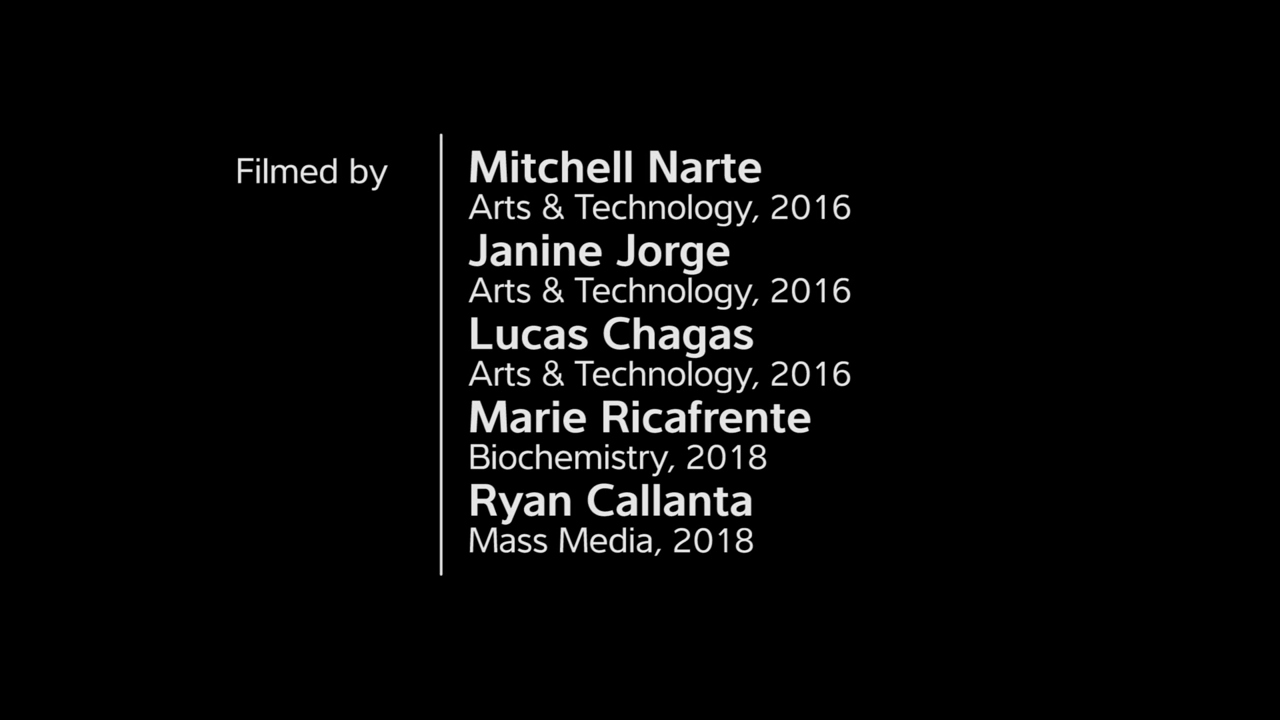 Filmed by
Mitchell Narte
Arts & Technology, 2016
Janine Jorge
Arts & Technology, 2016
Lucas Chagas
Arts & Technology, 2016
Marie Ricafrente
Biochemistry, 2018
Ryan Callanta
Mass Media, 2018